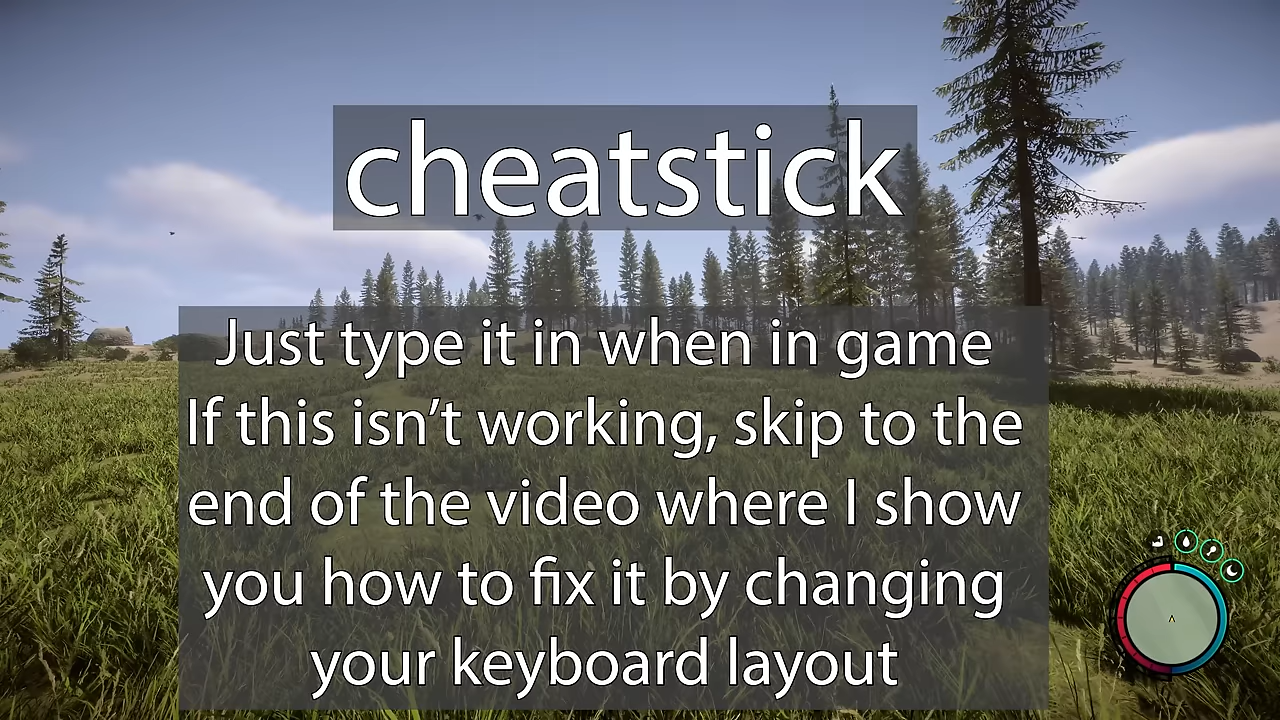 cheatstick
Just type it in when in game
If this isn’t working, skip to the
end of the video where I show
you how to fix it by changing
your keyboard layout